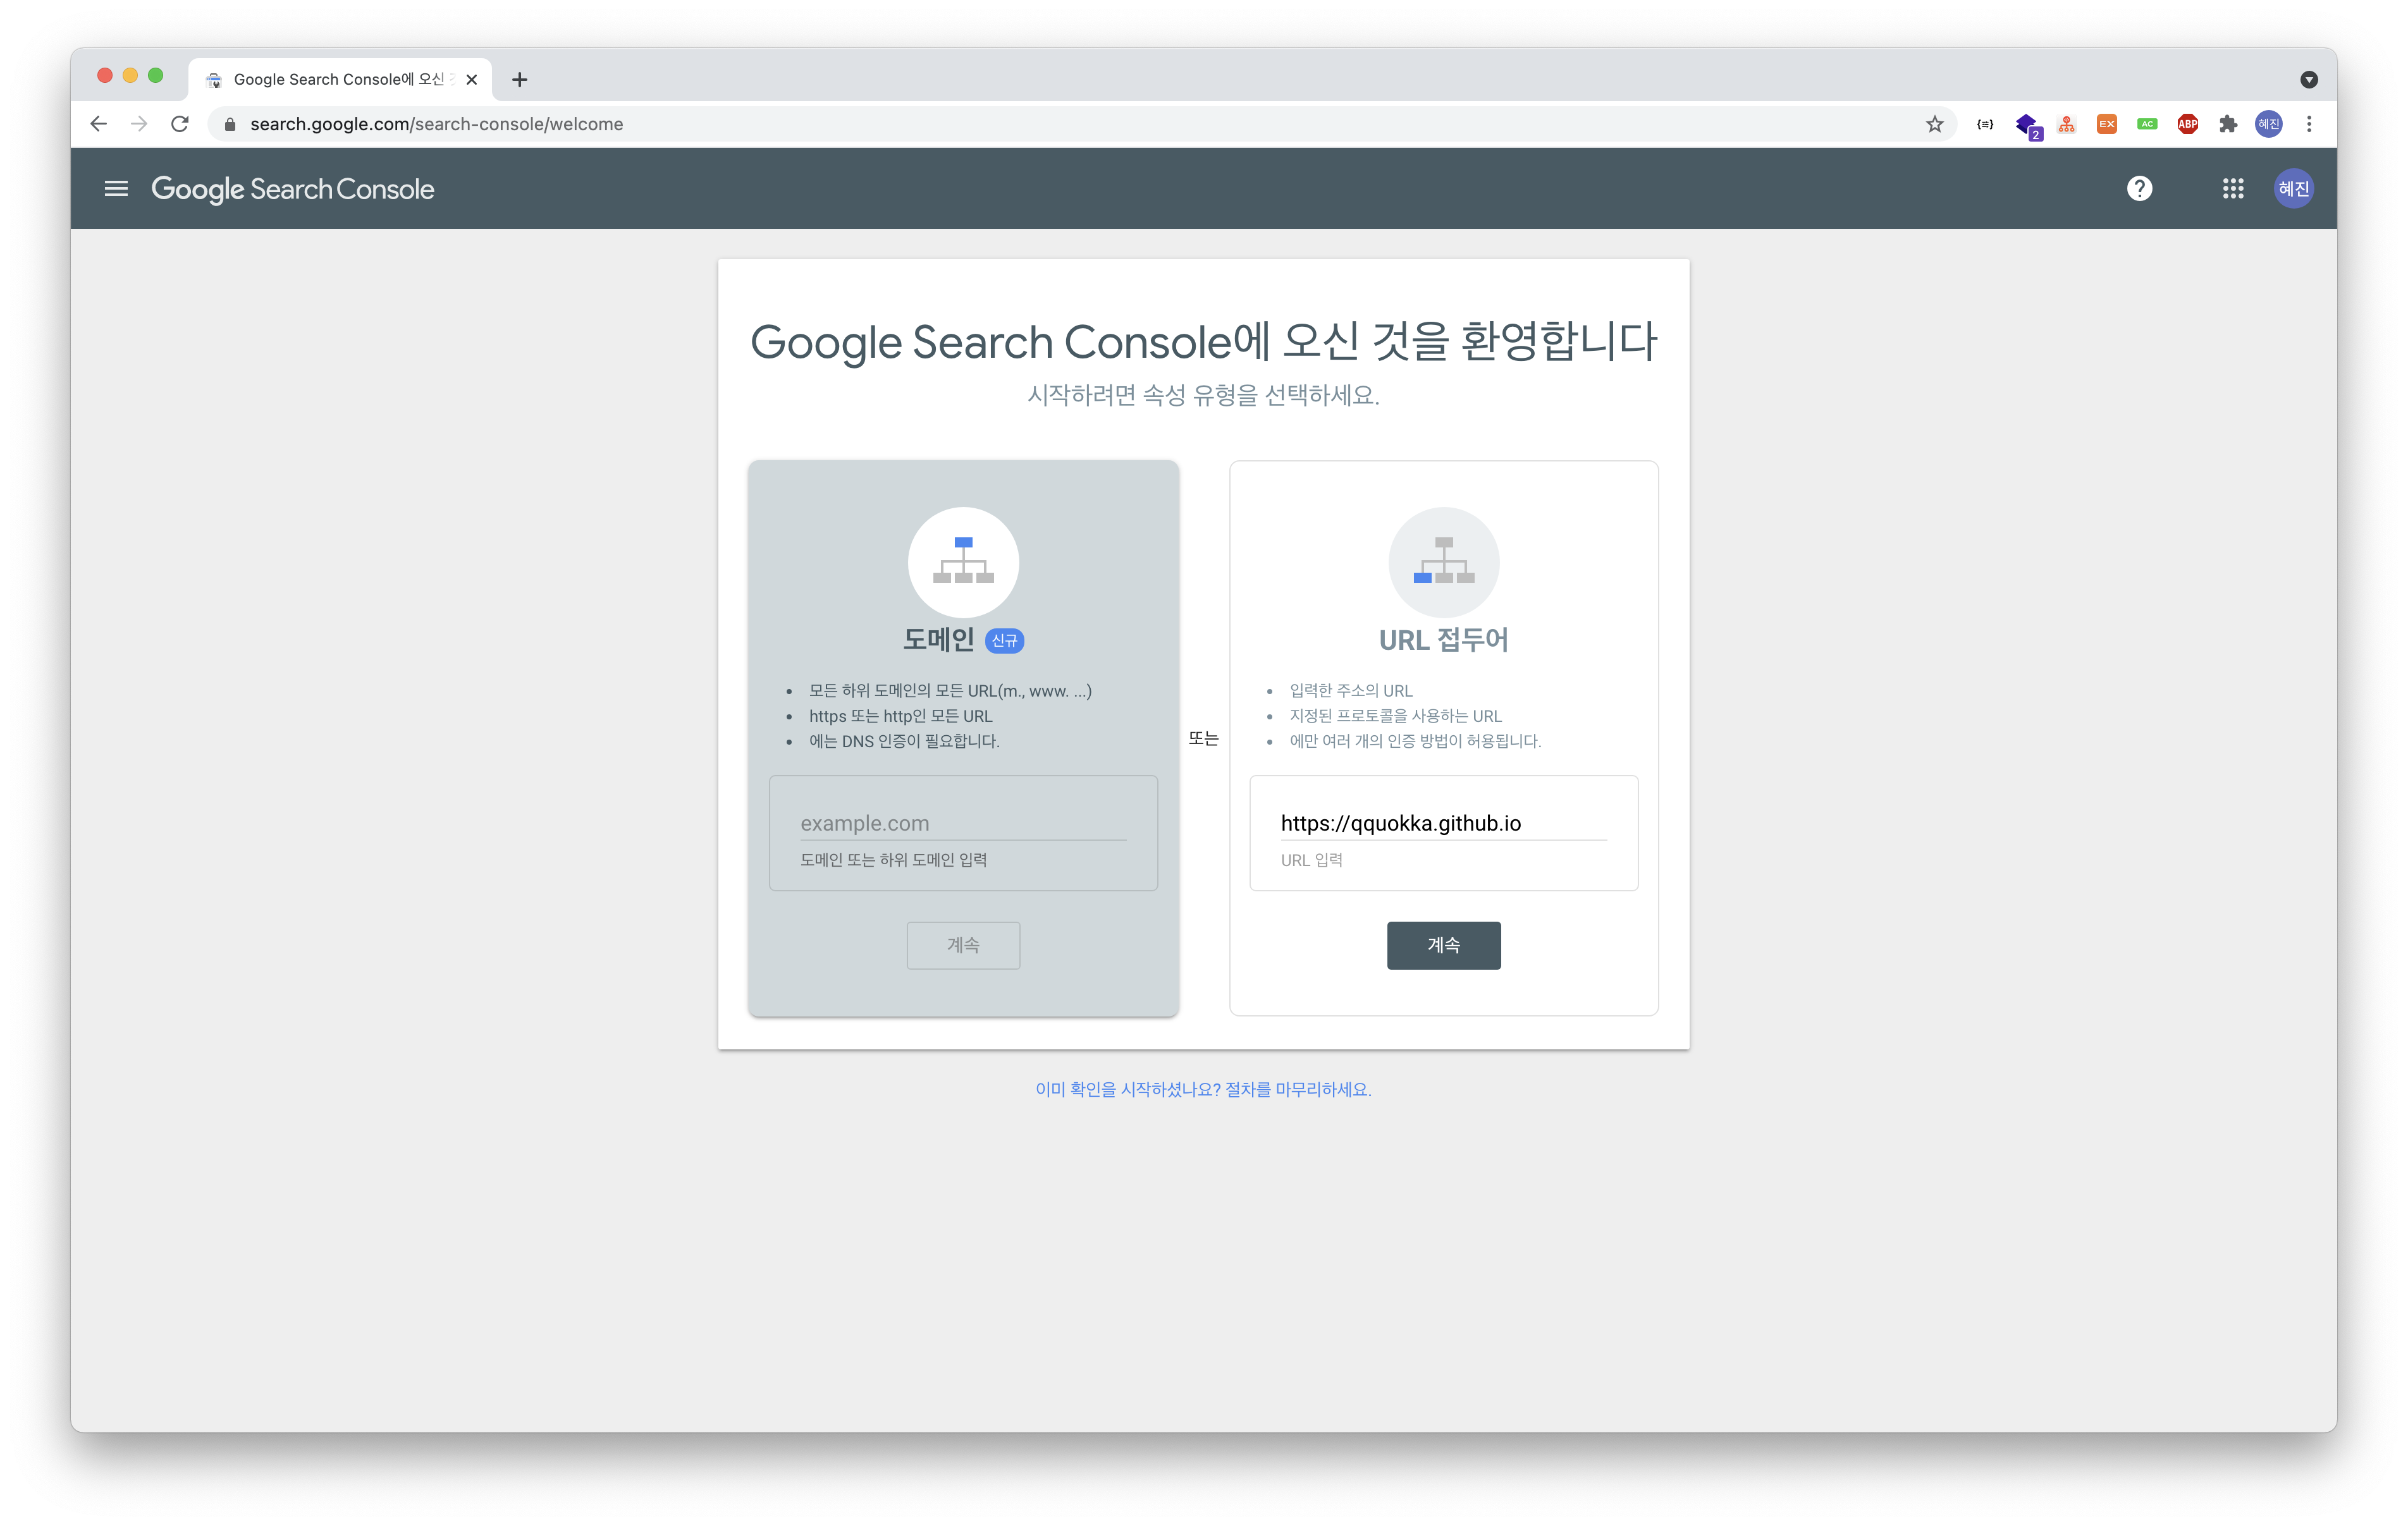 Google Search Console에 오신
search.google.com/search-console/welcome
2
EX
AC
ABP
혜진
Google Search Console
혜진
Google Search Console에 오신 것을 환영합니다
시작하려면 속성 유형을 선택하세요.
도메인 신규
모든 하위 도메인의 모든 URL(m., www. ...)
https 또는 http인 모든 URL
에는 DNS 인증이 필요합니다.
example.com
도메인 또는 하위 도메인 입력
계속
또는
URL 접두어
입력한 주소의 URL
지정된 프로토콜을 사용하는 URL
에만 여러 개의 인증 방법이 허용됩니다.
https://qquokka.github.io
URL 입력
계속
이미 확인을 시작하셨나요? 절차를 마무리하세요.